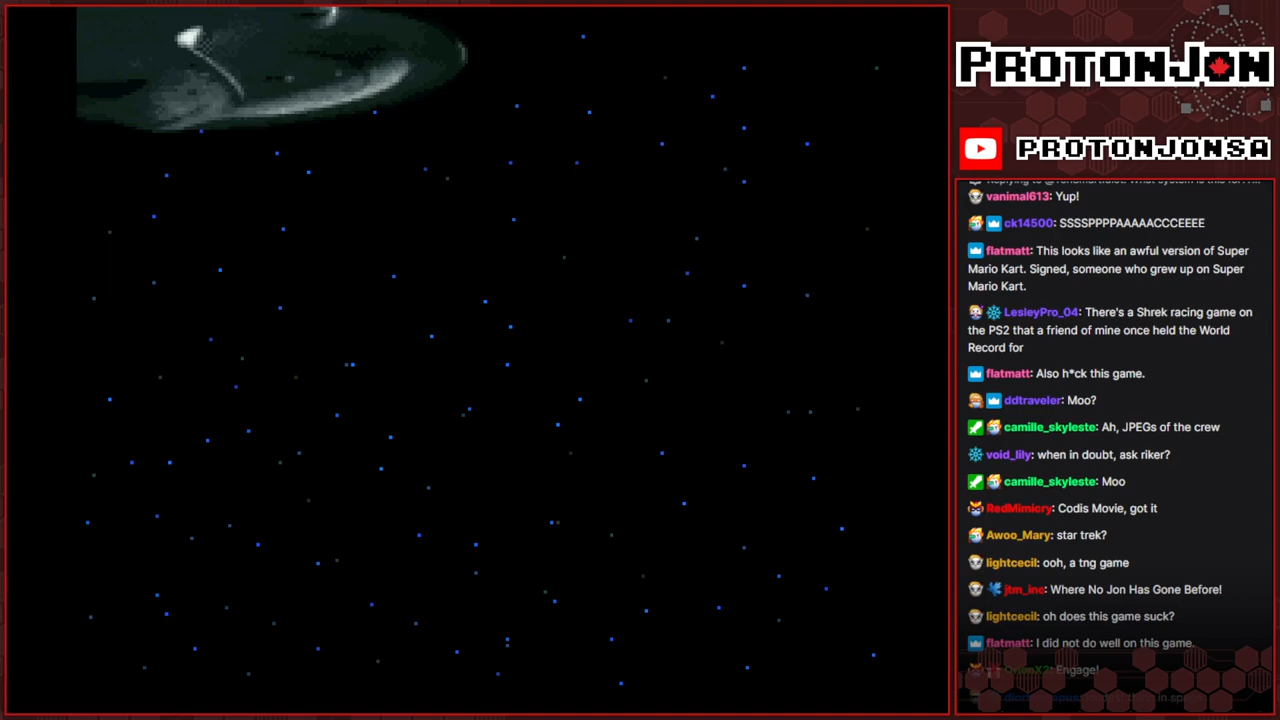 PROTONJON
PROTONJONSA
vanimal613: Yup!
ck14500: SSSSPPPPAAAAACCCEEEE
flatmatt: This looks like an awful version of Super
Mario Kart. Signed, someone who grew up on Super
Mario Kart.
LesleyPro_04: There's a Shrek racing game on
the PS2 that a friend of mine once held the World
Record for
flatmatt: Also h*ck this game.
ddtraveler: Moo?
camille_skyleste: Ah, JPEGs of the crew
void_lily: when in doubt, ask riker?
camille_skyleste: Moo
RedMimicry: Codis Movie, got it
Awoo_Mary: star trek?
lightcecil: ooh, a tng game
jtm_inc: Where No Jon Has Gone Before!
lightcecil: oh does this game suck?
flatmatt: I did not do well on this game.
Engage!